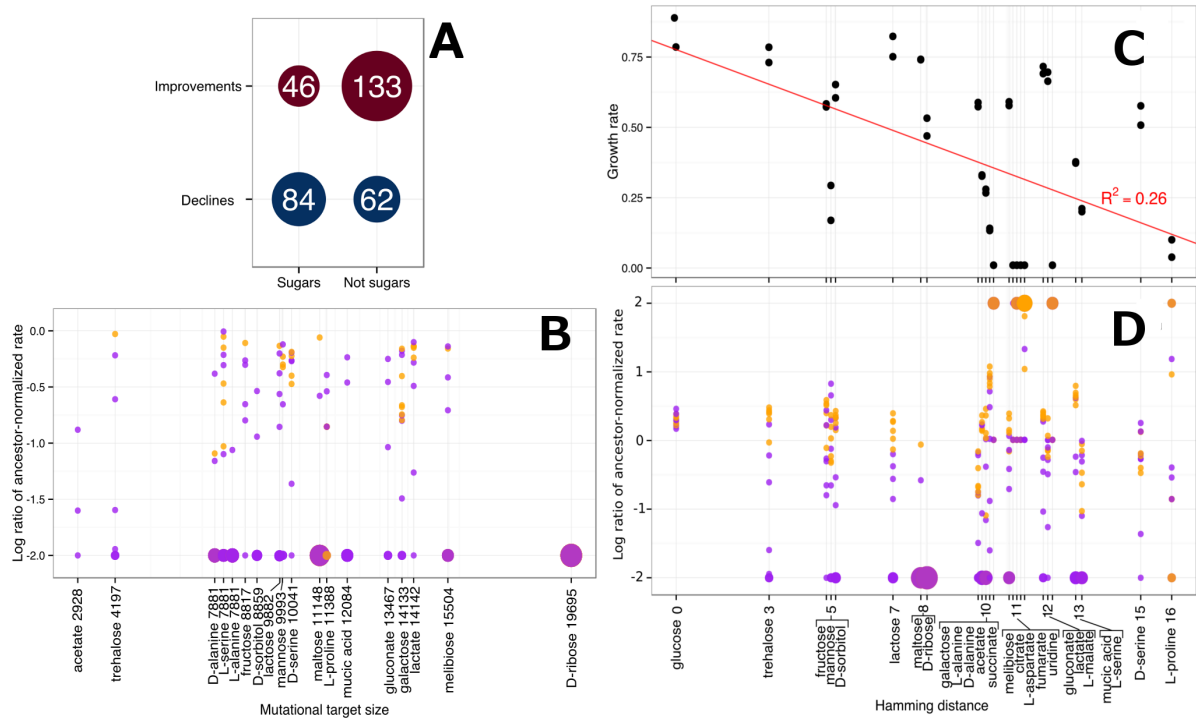 A
Improvements
46
133
Declines
84
62
Sugars
Not sugars
B
Log ratio of ancestor-normalized rate
0.0
-0.5
-1.0
-1.5
-2.0
acetate 2928
trehalose 4197
D-alanine 7881
L-serine 7881
L-alanine 7881
fructose 8817
D-sorbitol 8859
lactose 9882
mannose 9993
D-serine 10041
maltose 11148
L-proline 11388
mucic acid 12084
gluconate 13467
galactose 14133
lactate 14142
melibiose 15504
D-ribose 19695
Mutational target size
C
Growth rate
0.75
0.50
0.25
0.00
R² = 0.26
D
Log ratio of ancestor-normalized rate
2
1
0
-1
-2
glucose 0
trehalose 3
fructose
mannose
D-sorbitol
5
lactose 7
maltose
D-ribose
8
galactose
L-alanine
D-alanine
acetate
succinate
10
melibiose
citrate
L-aspartate
11
fumarate
uridine
12
gluconate
lactate
L-malate
13
mucic acid
L-serine
D-serine 15
L-proline 16
Hamming distance